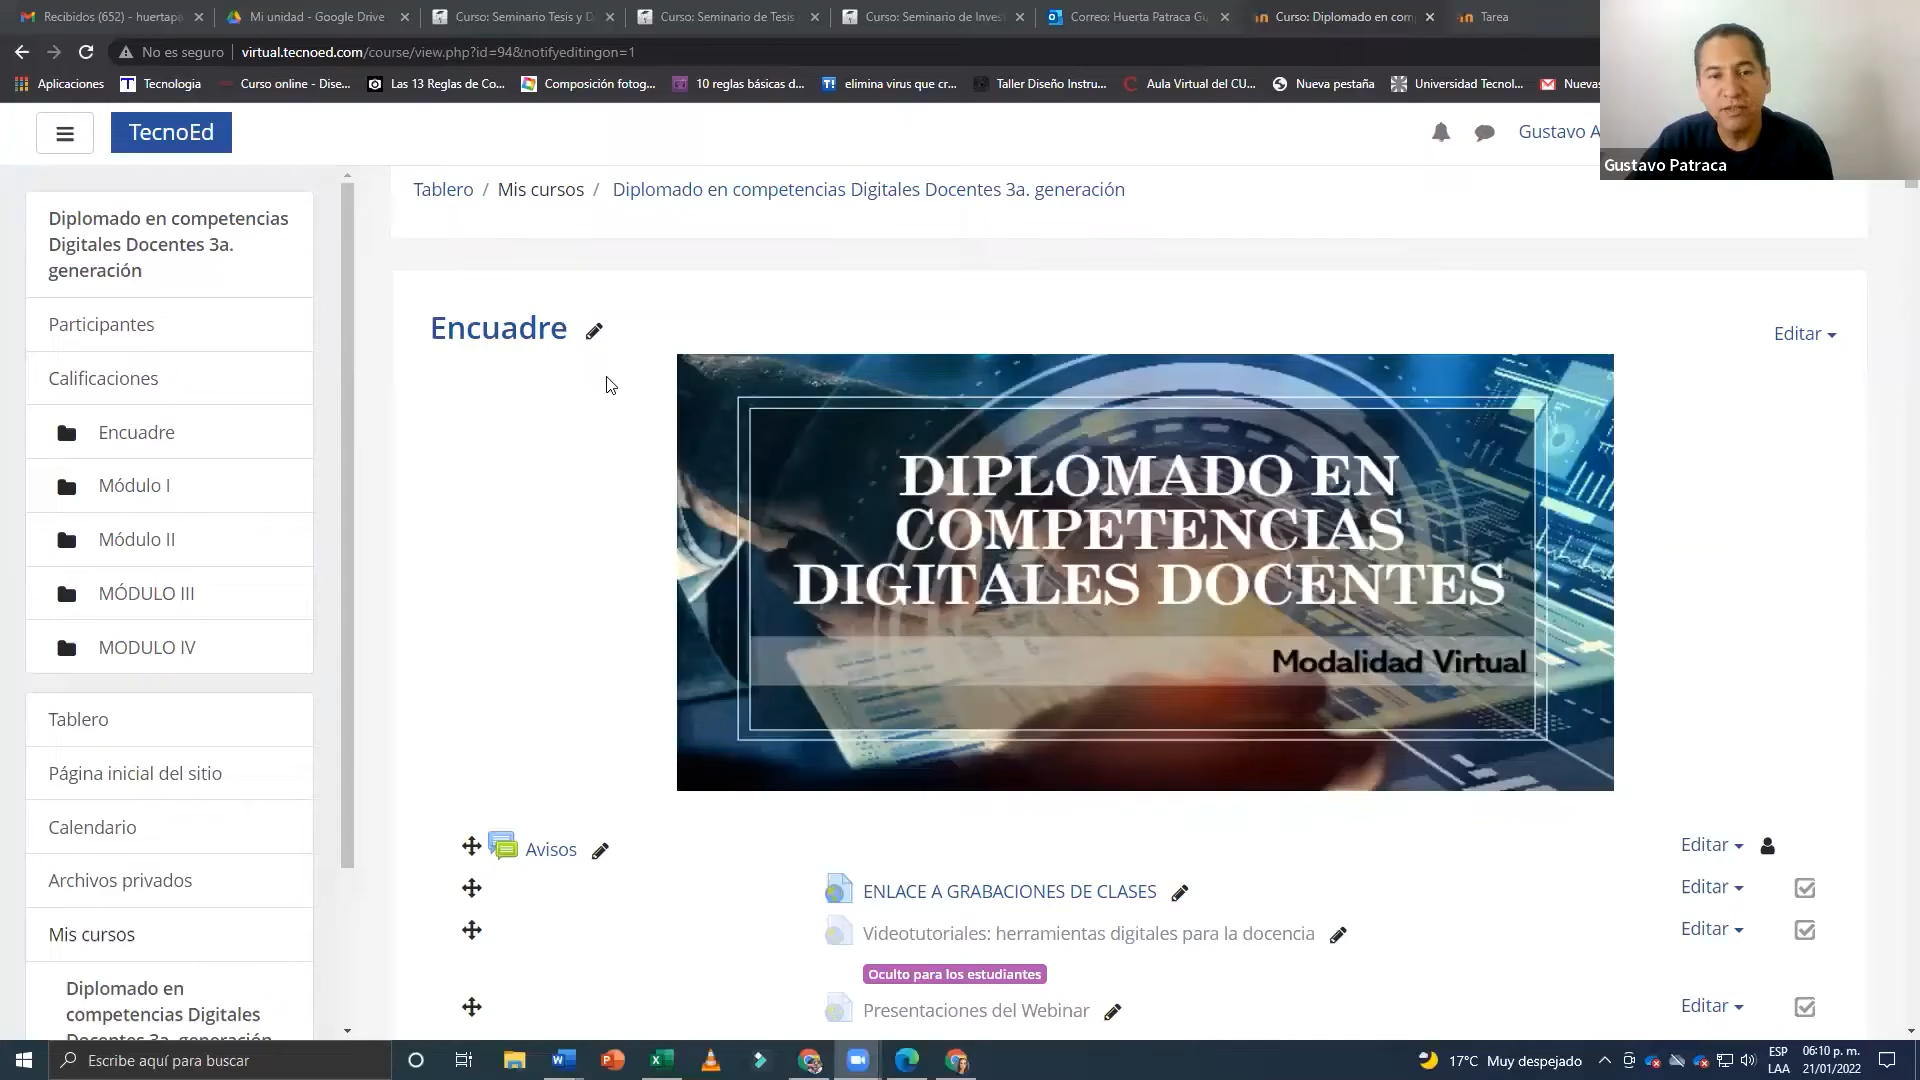 Recibidos (652) - huertapa
Mi unidad - Google Drive
Curso: Seminario Tesis y D
Curso: Seminario de Tesis
Curso: Seminario de Inves
Correo: Huerta Patraca Gu
Curso: Diplomado en com
Tarea
No es seguro
virtual.tecnoed.com/course/view.php?id=94&notifyeditingon=1
Aplicaciones
Tecnologia
Curso online - Dise...
Las 13 Reglas de Co...
Composición fotog...
10 reglas básicas d...
elimina virus que cr...
Taller Diseño Instru...
Aula Virtual del CU...
Nueva pestaña
Universidad Tecnol...
Nuevas
TecnoEd
Gustavo A
Gustavo Patraca
Tablero / Mis cursos / Diplomado en competencias Digitales Docentes 3a. generación
Diplomado en competencias
Digitales Docentes 3a.
generación
Participantes
Calificaciones
Encuadre
Módulo I
Módulo II
MÓDULO III
MODULO IV
Tablero
Página inicial del sitio
Calendario
Archivos privados
Mis cursos
Diplomado en
competencias Digitales
Docentes 3a. generación
Encuadre
Editar
DIPLOMADO EN
COMPETENCIAS
DIGITALES DOCENTES
Modalidad Virtual
Avisos
Editar
ENLACE A GRABACIONES DE CLASES
Editar
Videotutoriales: herramientas digitales para la docencia
Editar
Oculto para los estudiantes
Presentaciones del Webinar
Editar
Escribe aquí para buscar
17°C Muy despejado
ESP
LAA
06:10 p. m.
21/01/2022